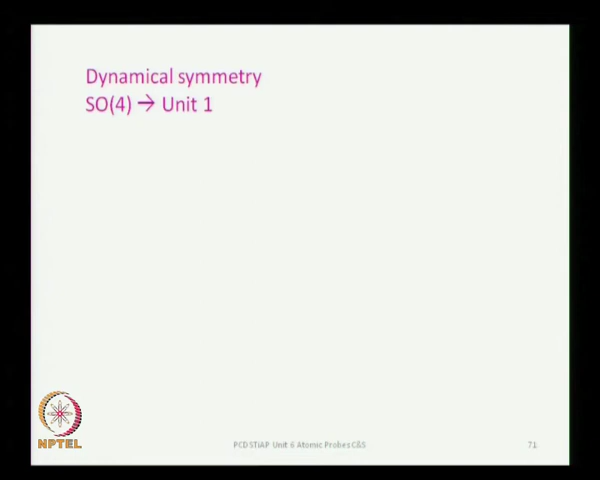 Dynamical symmetry
SO(4) → Unit 1
NPTEL
PCD STiAP Unit 6 Atomic Probes C&S
71